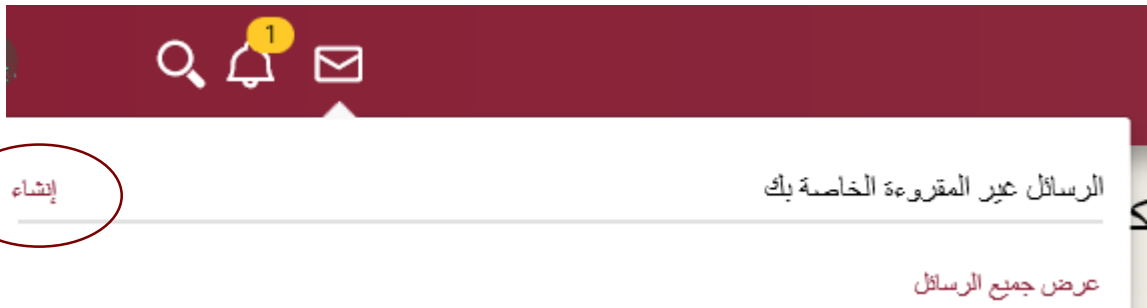 1
الرسائل غير المقروءة الخاصة بك
إنشاء
عرض جميع الرسائل